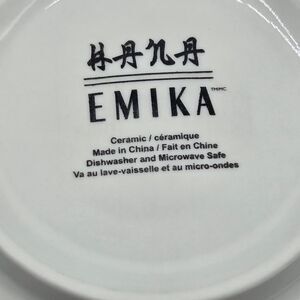 HANA
EMIKA TM/MC
Ceramic / céramique
Made in China / Fait en Chine
Dishwasher and Microwave Safe
Va au lave-vaisselle et au micro-ondes